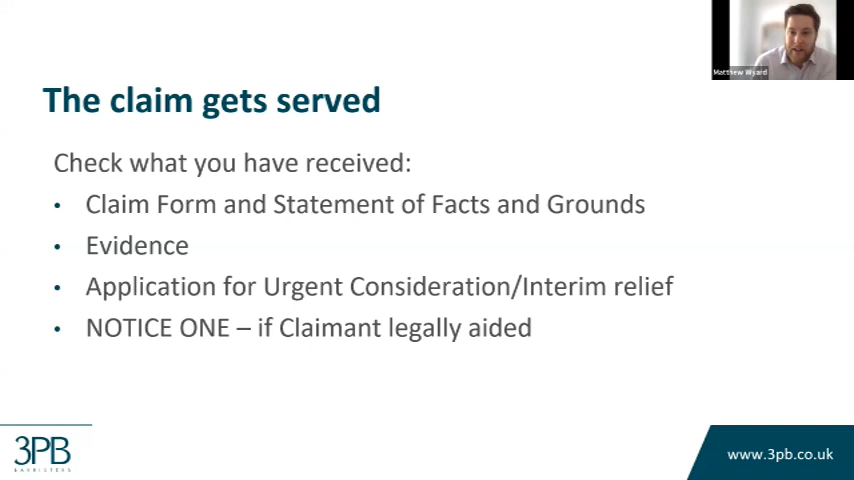 Matthew Wyard
The claim gets served
Check what you have received:
• Claim Form and Statement of Facts and Grounds
• Evidence
• Application for Urgent Consideration/Interim relief
• NOTICE ONE – if Claimant legally aided
3PB
BARRISTERS
www.3pb.co.uk